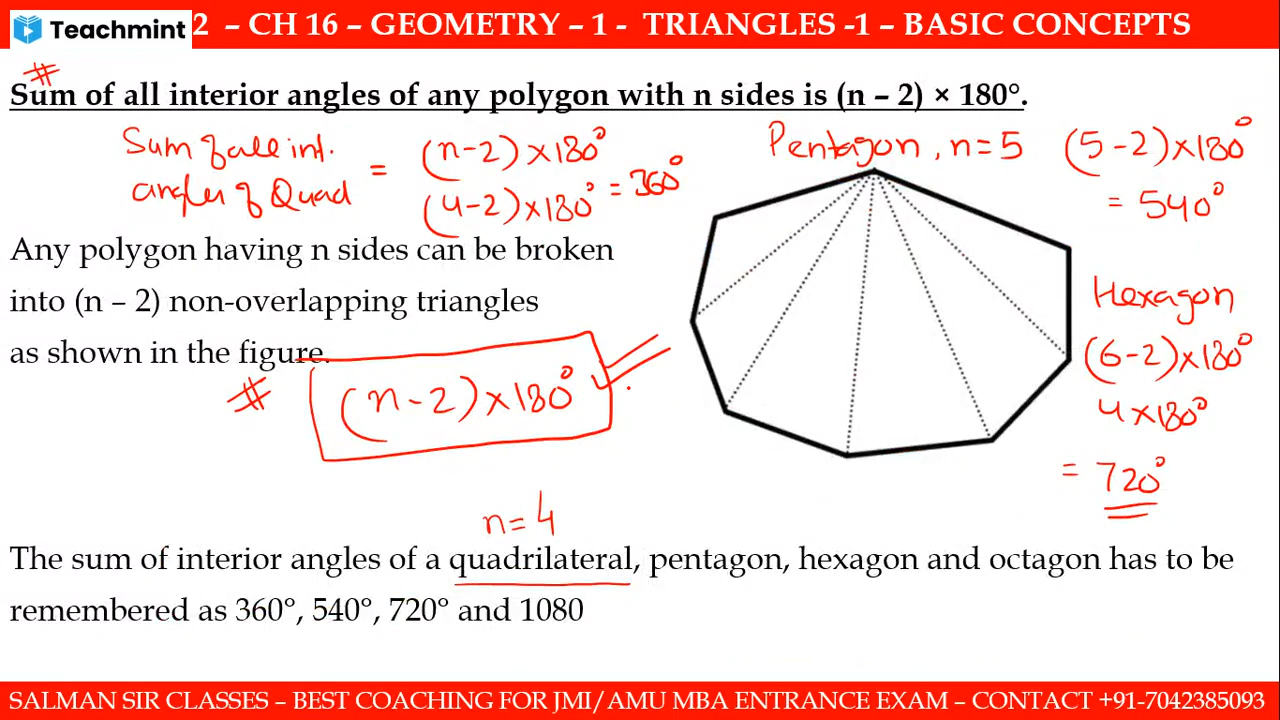 Teachmint 2 – CH 16 – GEOMETRY – 1 - TRIANGLES -1 – BASIC CONCEPTS
#
Sum of all interior angles of any polygon with n sides is (n – 2) × 180°.
Sum of all int.
angles of Quad
= (n-2)×180°
(4-2)×180° = 360°
Pentagon, n=5 (5-2)×180°
= 540°
Any polygon having n sides can be broken
into (n – 2) non-overlapping triangles
as shown in the figure.
# (n-2)×180°
Hexagon
(6-2)×180°
4×180°
= 720°
n=4
The sum of interior angles of a quadrilateral, pentagon, hexagon and octagon has to be
remembered as 360°, 540°, 720° and 1080
SALMAN SIR CLASSES – BEST COACHING FOR JMI/AMU MBA ENTRANCE EXAM – CONTACT +91-7042385093